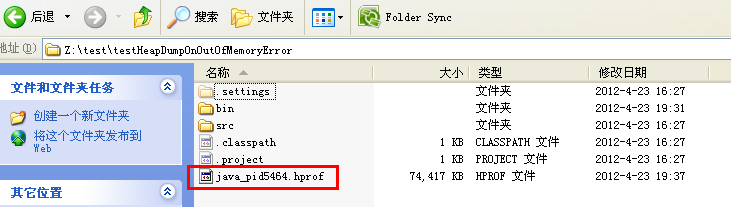 后退 搜索 文件夹 Folder Sync
地址(D) Z:\test\testHeapDumpOnOutOfMemoryError
文件和文件夹任务
创建一个新文件夹
将这个文件夹发布到
Web
其它位置
名称 大小 类型 修改日期
.settings 文件夹 2012-4-23 16:27
bin 文件夹 2012-4-23 19:31
src 文件夹 2012-4-23 16:27
.classpath 1 KB CLASSPATH 文件 2012-4-23 16:27
.project 1 KB PROJECT 文件 2012-4-23 16:27
java_pid5464.hprof 74,417 KB HPROF 文件 2012-4-23 19:37